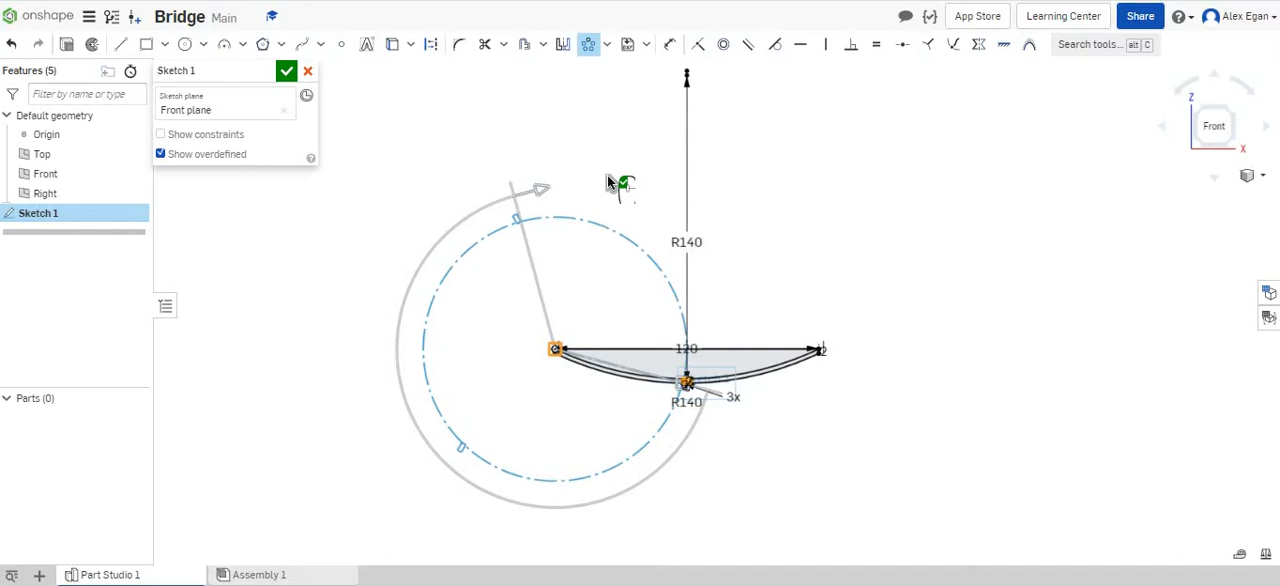 onshape Bridge Main App Store Learning Center Share Alex Egan
Search tools... alt C
Features (5)
Sketch 1
Filter by name or type
Sketch plane
Front plane
Default geometry
Origin
Show constraints
Top
Show overdefined
Front
Right
Sketch 1
Front
Z
X
R140
120
3x
R140
Parts (0)
Part Studio 1
Assembly 1